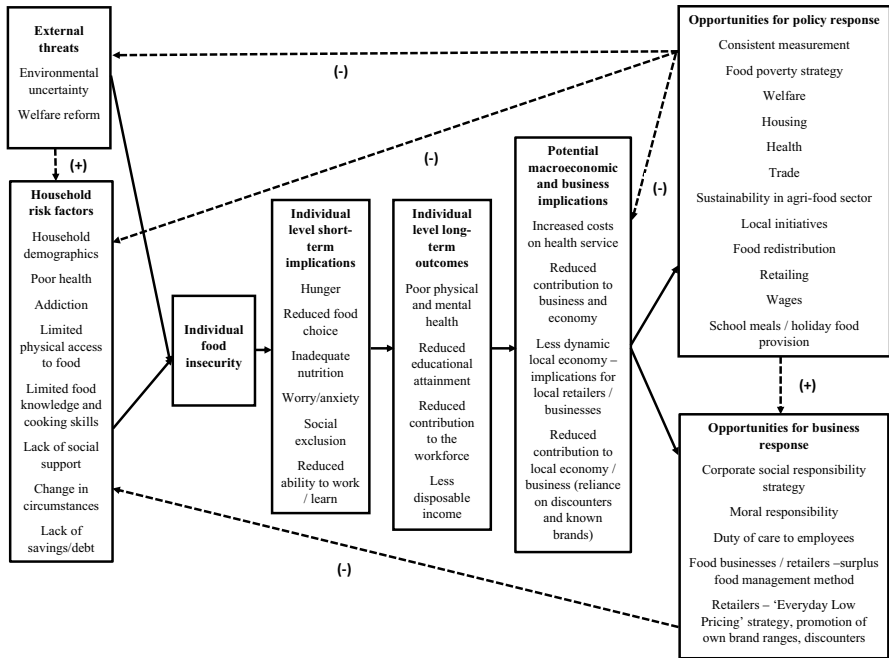 External
threats
Environmental
uncertainty
Welfare reform
(+)
Household
risk factors
Household
demographics
Poor health
Addiction
Limited
physical access
to food
Limited food
knowledge and
cooking skills
Lack of social
support
Change in
circumstances
Lack of
savings/debt
Individual
food
insecurity
Individual
level short-
term
implications
Hunger
Reduced food
choice
Inadequate
nutrition
Worry/anxiety
Social
exclusion
Reduced
ability to work
/ learn
Individual
level long-
term
outcomes
Poor physical
and mental
health
Reduced
educational
attainment
Reduced
contribution to
the workforce
Less
disposable
income
Potential
macroeconomic
and business
implications
Increased costs
on health service
Reduced
contribution to
business and
economy
Less dynamic
local economy –
implications for
local retailers /
businesses
Reduced
contribution to
local economy /
business (reliance
on discounters
and known
brands)
(-)
(-)
(-)
(-)
Opportunities for policy response
Consistent measurement
Food poverty strategy
Welfare
Housing
Health
Trade
Sustainability in agri-food sector
Local initiatives
Food redistribution
Retailing
Wages
School meals / holiday food
provision
(+)
Opportunities for business
response
Corporate social responsibility
strategy
Moral responsibility
Duty of care to employees
Food businesses / retailers –surplus
food management method
Retailers – ‘Everyday Low
Pricing’ strategy, promotion of
own brand ranges, discounters